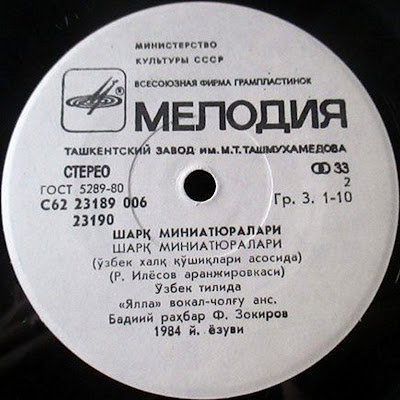 МИНИСТЕРСТВО
КУЛЬТУРЫ СССР
ВСЕСОЮЗНАЯ ФИРМА ГРАМПЛАСТИНОК
МЕЛОДИЯ
ТАШКЕНТСКИЙ ЗАВОД ИМ. М.Т. ТАШМУХАМЕДОВА
СТЕРЕО 33
ГОСТ 5289-80 2
С62 23189 006 Гр. 3. 1-10
23190
ШАРҚ МИНИАТЮРАЛАРИ
ШАРҚ МИНИАТЮРАЛАРИ
(ўзбек халқ қўшиқлари асосида)
(Р. Илёсов аранжировкаси)
Узбек тилида
«Ялла» вокал-чолғу анс.
Бадиий раҳбар Ф. Зокиров
1984 й. ёзуви